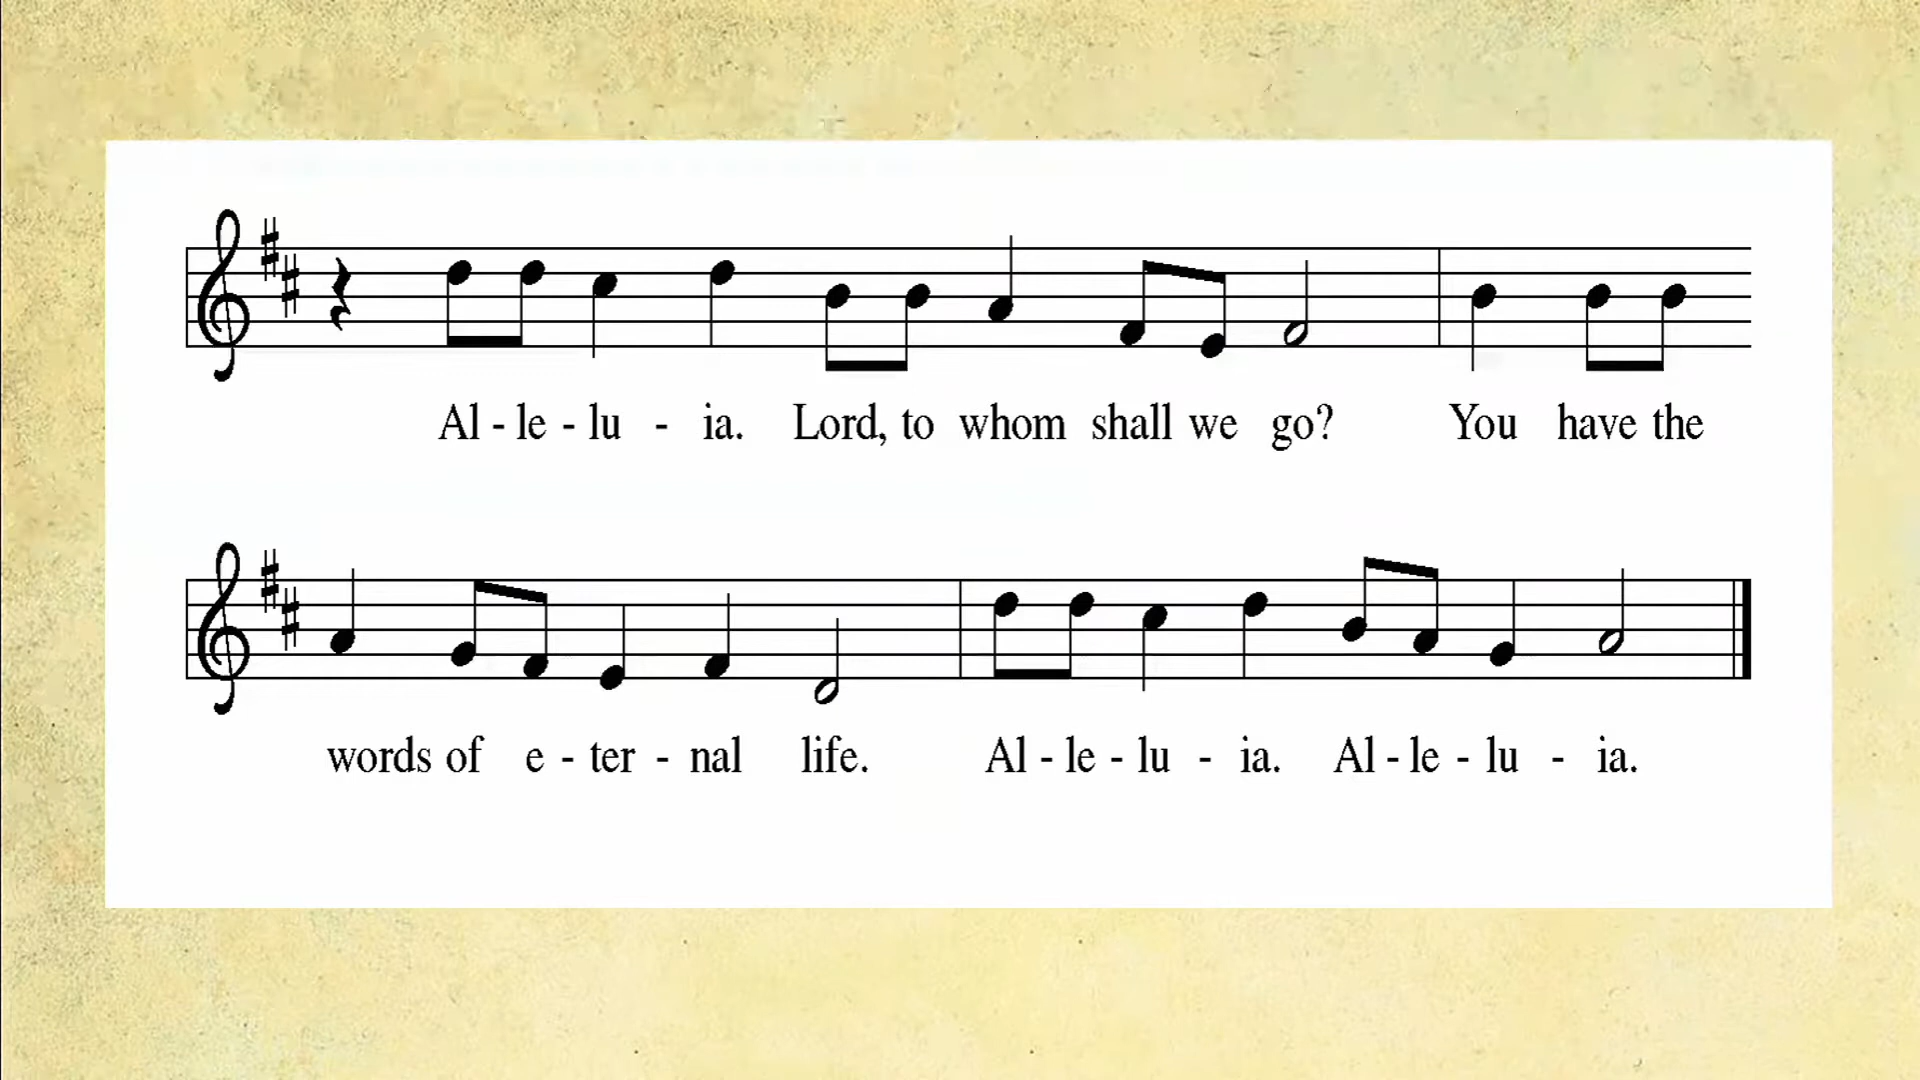 Al - le - lu - ia. Lord, to whom shall we go? You have the
words of e - ter - nal life. Al - le - lu - ia. Al - le - lu - ia.